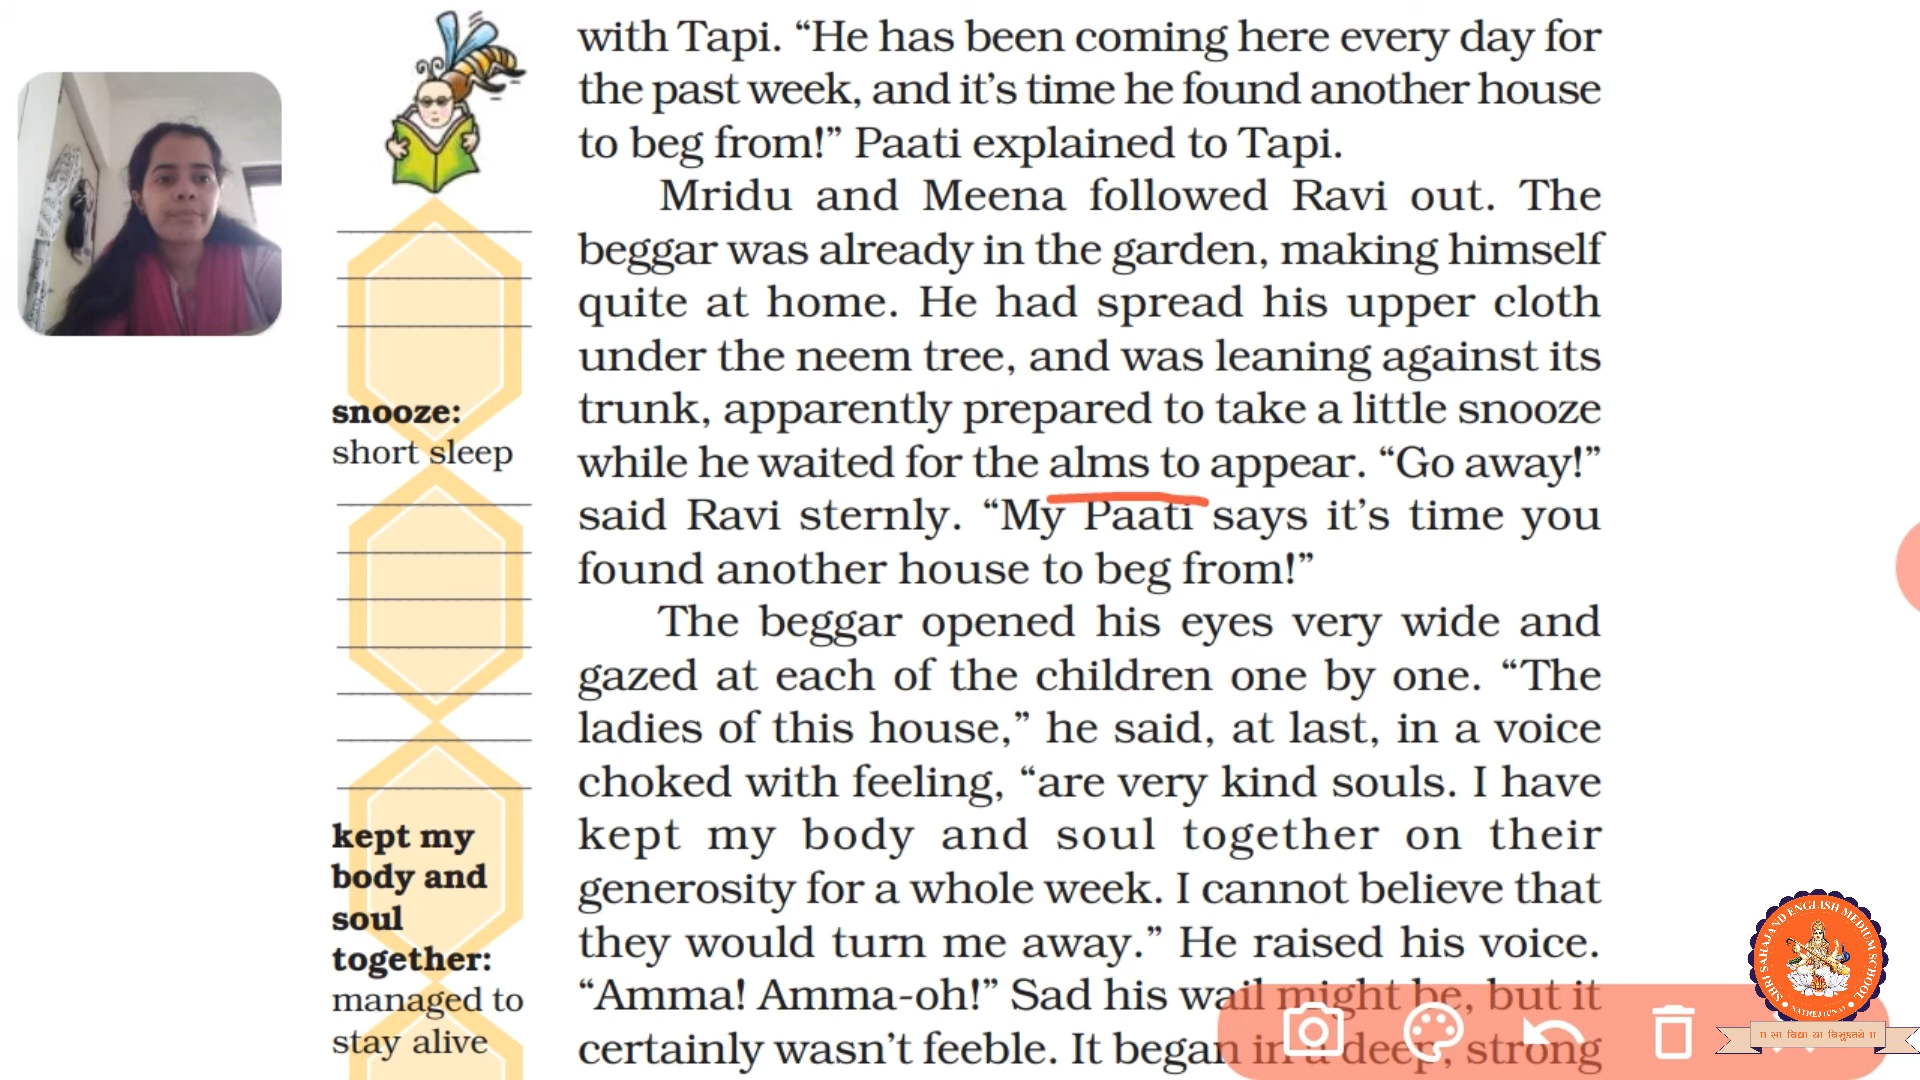 with Tapi. “He has been coming here every day for
the past week, and it’s time he found another house
to beg from!” Paati explained to Tapi.
Mridu and Meena followed Ravi out. The
beggar was already in the garden, making himself
quite at home. He had spread his upper cloth
under the neem tree, and was leaning against its
trunk, apparently prepared to take a little snooze
while he waited for the alms to appear. “Go away!”
said Ravi sternly. “My Paati says it’s time you
found another house to beg from!”
The beggar opened his eyes very wide and
gazed at each of the children one by one. “The
ladies of this house,” he said, at last, in a voice
choked with feeling, “are very kind souls. I have
kept my body and soul together on their
generosity for a whole week. I cannot believe that
they would turn me away.” He raised his voice.
“Amma! Amma-oh!” Sad his wail might be, but it
certainly wasn’t feeble. It began in a deep, strong
snooze:
short sleep
kept my
body and
soul
together:
managed to
stay alive
SHRI SAHAJANAND ENGLISH MEDIUM SCHOOL
॥ सा विद्या या विमुक्तये ॥